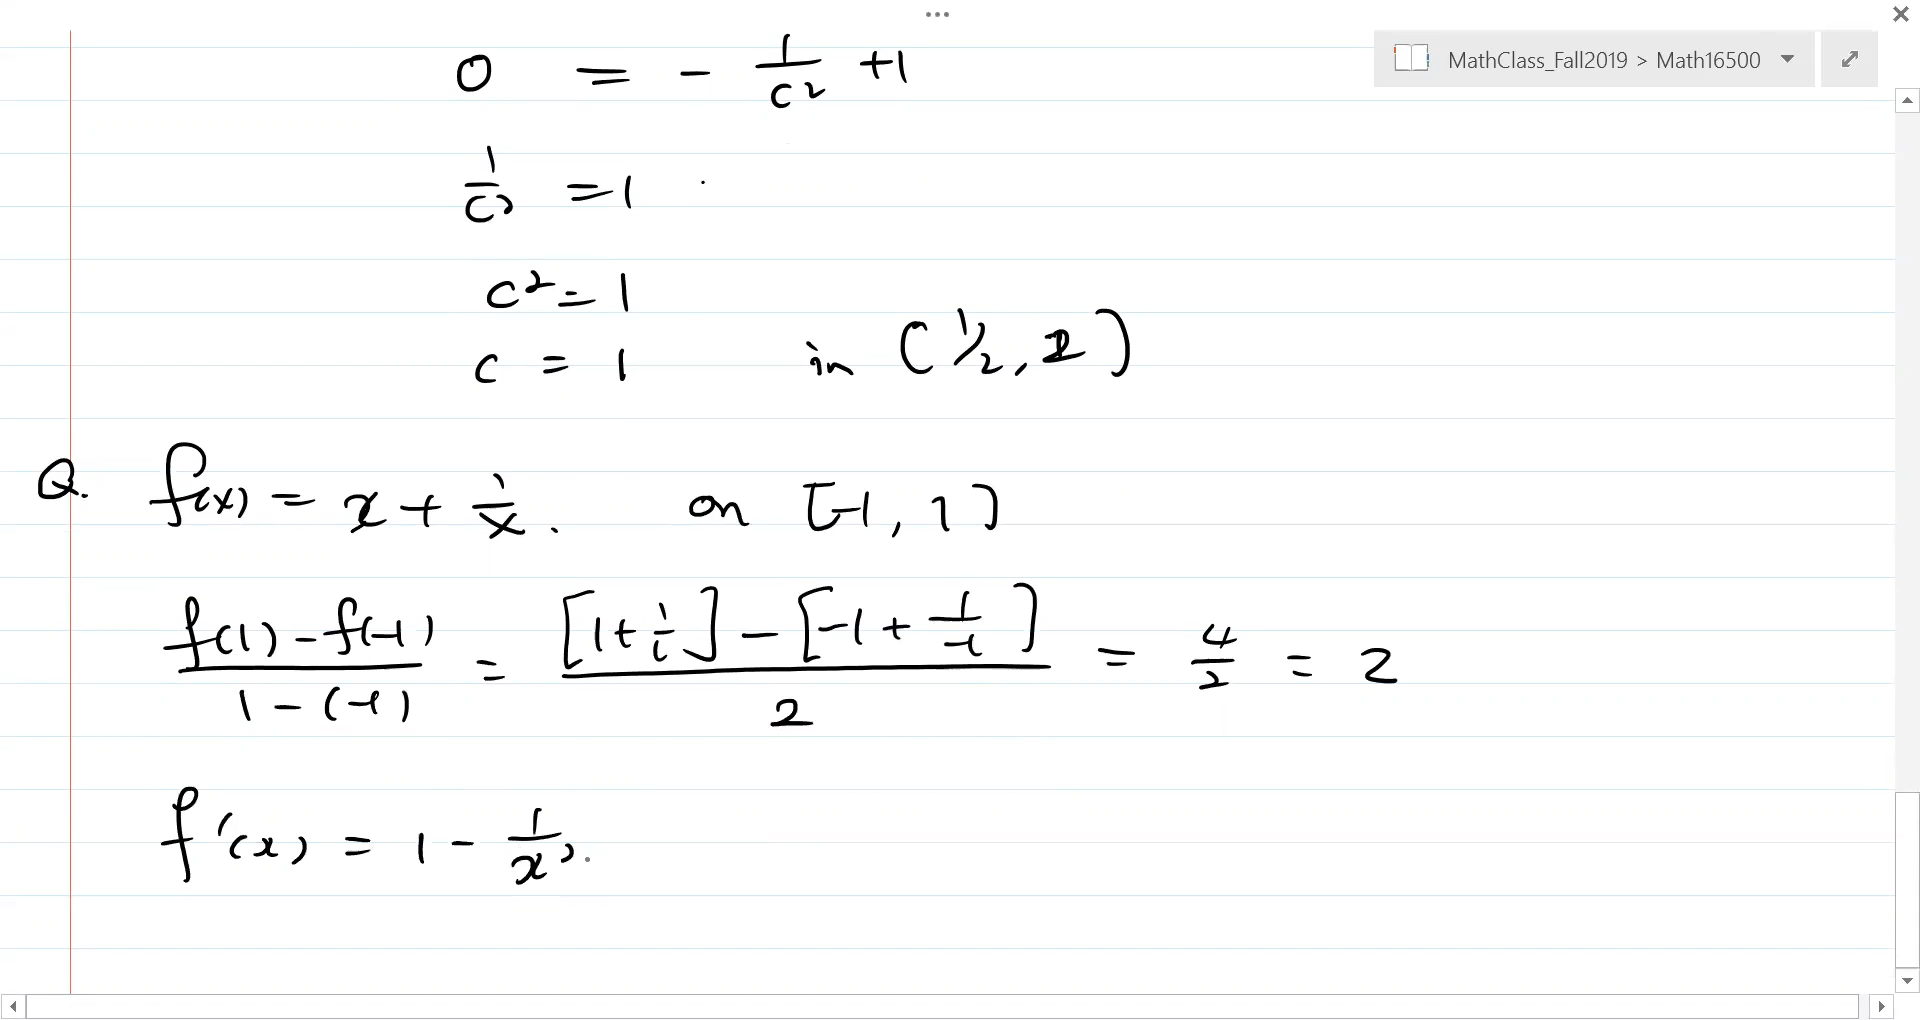 MathClass_Fall2019 > Math16500
0 = - 1/c² +1
1/c² =1
c² = 1
c = 1 in (1/2, 2)
Q. f(x) = x + 1/x. on [-1, 1]
(f(1) - f(-1))/(1 - (-1)) = ([1 + 1/1] - [-1 + 1/-1])/2 = 4/2 = 2
f'(x) = 1 - 1/x².